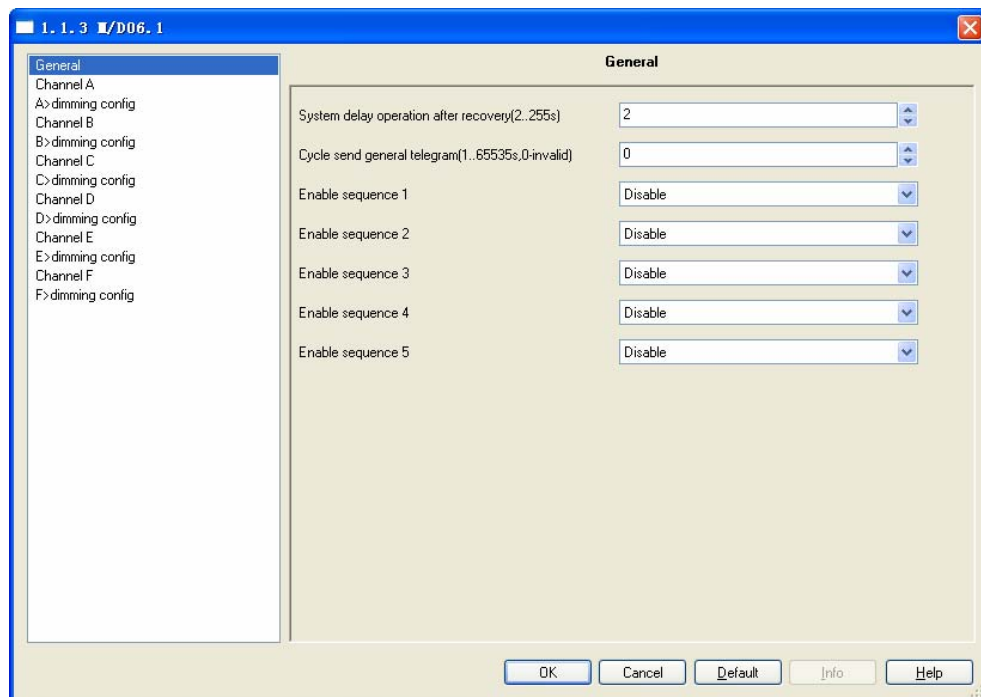 1.1.3 M/D06.1
General
Channel A
A>dimming config
Channel B
B>dimming config
Channel C
C>dimming config
Channel D
D>dimming config
Channel E
E>dimming config
Channel F
F>dimming config
General
System delay operation after recovery(2..255s)
2
Cycle send general telegram(1..65535s,0-invalid)
0
Enable sequence 1
Disable
Enable sequence 2
Disable
Enable sequence 3
Disable
Enable sequence 4
Disable
Enable sequence 5
Disable
OK
Cancel
Default
Info
Help